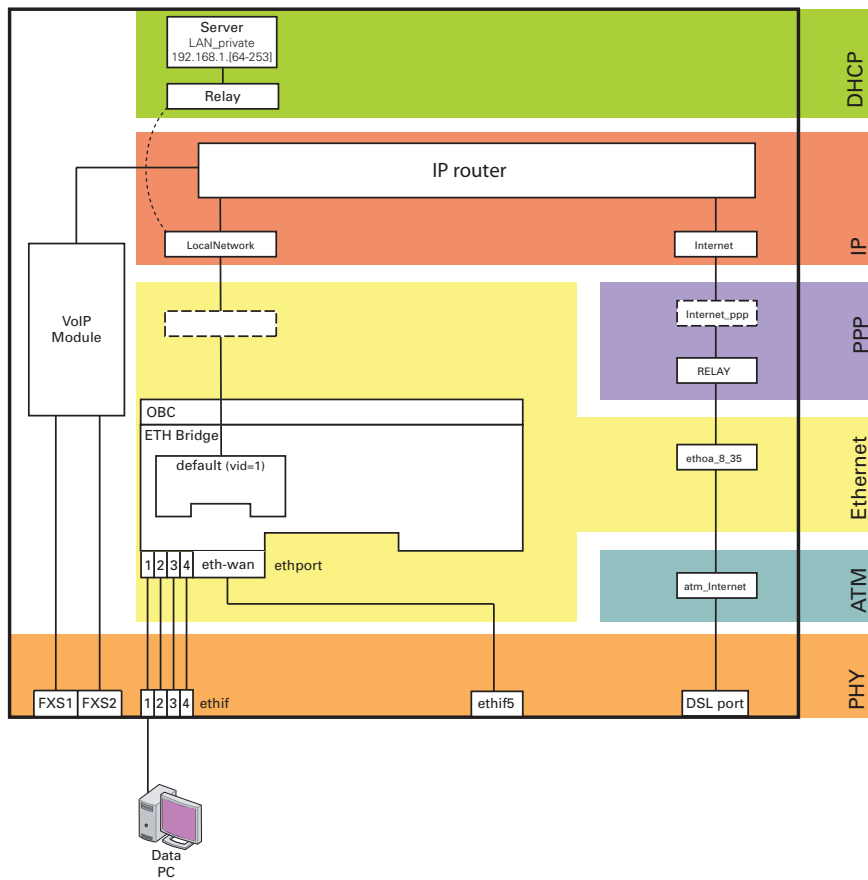 Server
LAN_private
192.168.1.[64-253]
Relay
DHCP
IP router
LocalNetwork
Internet
IP
VoIP
Module
Internet_ppp
RELAY
PPP
OBC
ETH Bridge
default (vid=1)
ethoa_8_35
Ethernet
1 2 3 4 eth-wan ethport
atm_Internet
ATM
FXS1 FXS2 1 2 3 4 ethif ethif5 DSL port
PHY
Data
PC